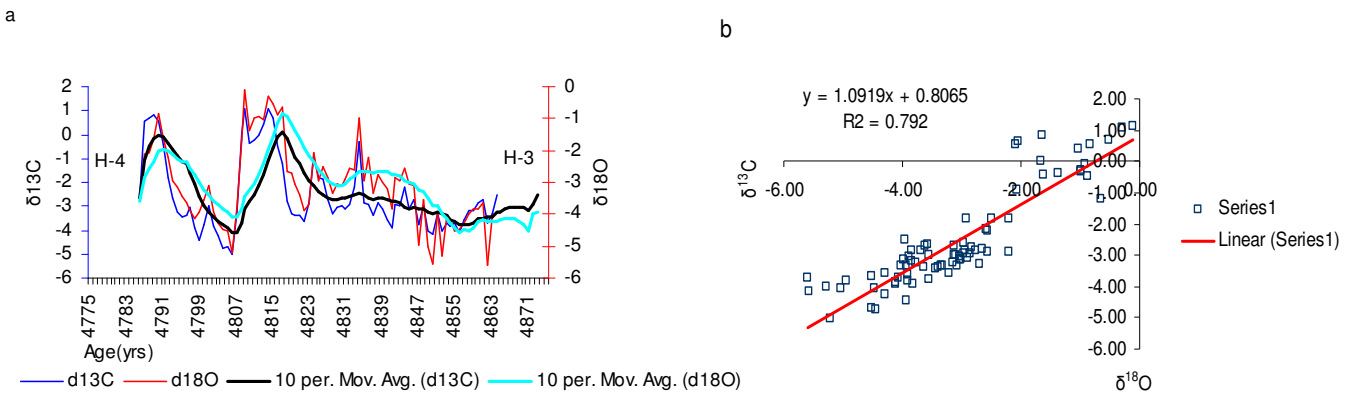 a
δ13C
2
1
0
-1
-2
-3
-4
-5
-6
H-4
H-3
0
-1
-2
-3
-4
-5
-6
δ18O
4775
4783
4791
4799
4807
4815
4823
4831
4839
4847
4855
4863
4871
Age(yrs)
d13C d18O 10 per. Mov. Avg. (d13C) 10 per. Mov. Avg. (d18O)
b
y = 1.0919x + 0.8065
R2 = 0.792
δ13C
-6.00 -4.00 -2.00 0.00
2.00
1.00
0.00
-1.00
-2.00
-3.00
-4.00
-5.00
-6.00
δ18O
Series1
Linear (Series1)